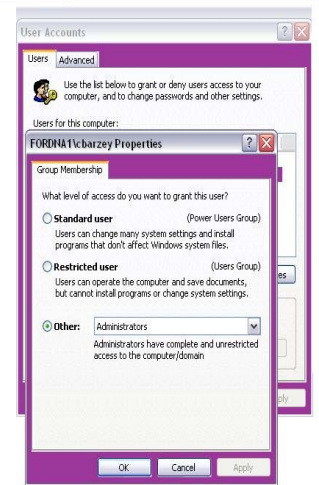 User Accounts
Users
Advanced
Use the list below to grant or deny users access to your
computer, and to change passwords and other settings.
Users for this computer:
FORDNA1\cbarzey Properties
Group Membership
What level of access do you want to grant this user?
Standard user (Power Users Group)
Users can change many system settings and install
programs that don't affect Windows system files.
Restricted user (Users Group)
Users can operate the computer and save documents,
but cannot install programs or change system settings.
Other: Administrators
Administrators have complete and unrestricted
access to the computer/domain
OK
Cancel
Apply